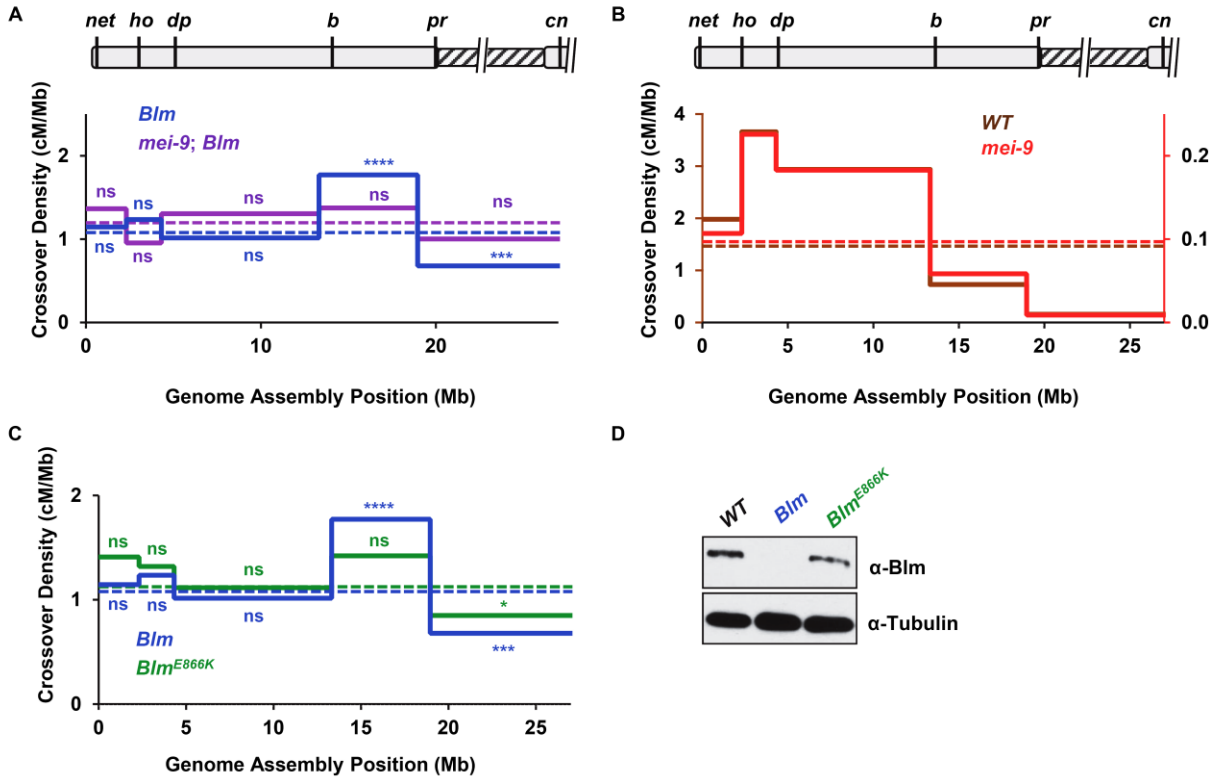 A
net ho dp b pr cn
Crossover Density (cM/Mb)
2
1
0
Blm
mei-9; Blm
ns ns **** ns ns
ns ns ns ***
0 10 20
Genome Assembly Position (Mb)
B
net ho dp b pr cn
Crossover Density (cM/Mb)
4
3
2
1
0
WT
mei-9
0.2
0.1
0.0
0 5 10 15 20 25
Genome Assembly Position (Mb)
C
Crossover Density (cM/Mb)
2
1
0
ns ns ns **** ns *
ns ns ns ***
Blm
Blm^E866K
0 5 10 15 20 25
Genome Assembly Position (Mb)
D
WT Blm Blm^E866K
α-Blm
α-Tubulin